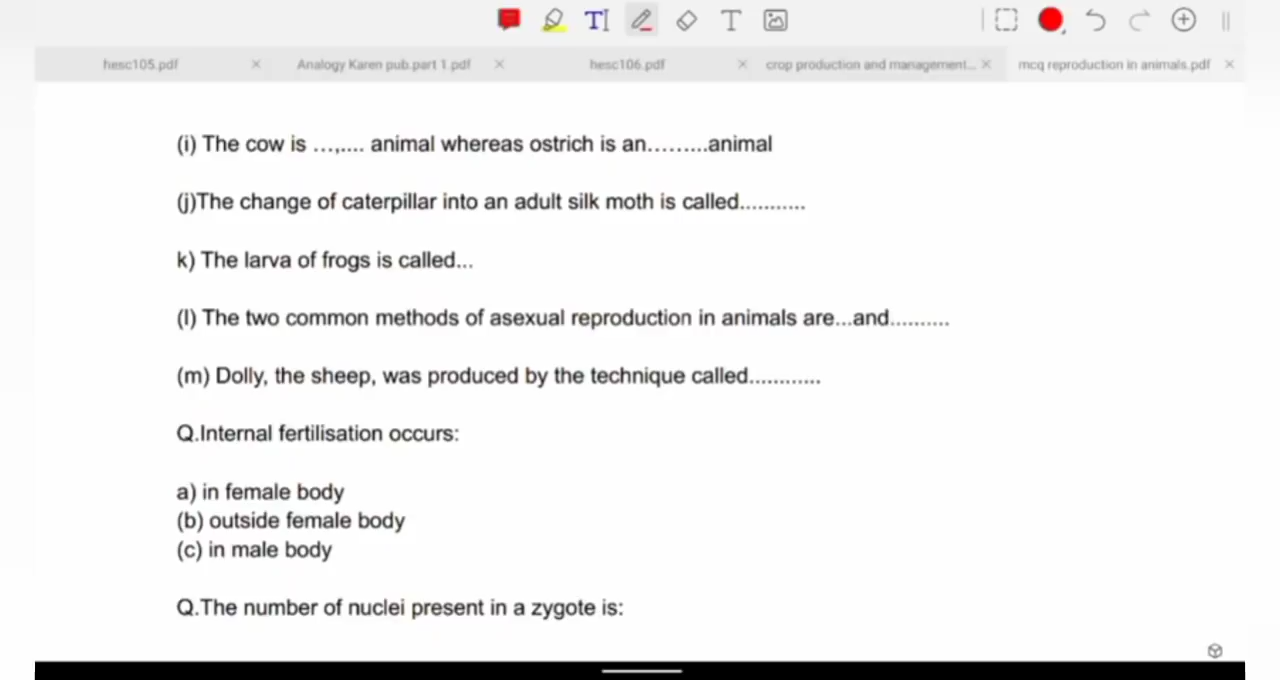 hesc105.pdf × Analogy Karen pub.part 1.pdf × hesc106.pdf × crop production and management... × mcq reproduction in animals.pdf ×
(i) The cow is ...,.... animal whereas ostrich is an.........animal
(j)The change of caterpillar into an adult silk moth is called...........
k) The larva of frogs is called...
(l) The two common methods of asexual reproduction in animals are...and..........
(m) Dolly, the sheep, was produced by the technique called............
Q.Internal fertilisation occurs:
a) in female body
(b) outside female body
(c) in male body
Q.The number of nuclei present in a zygote is: